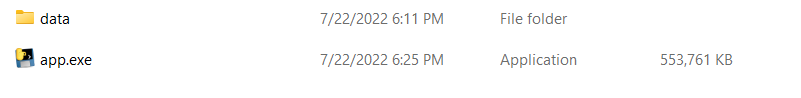 data 7/22/2022 6:11 PM File folder
app.exe 7/22/2022 6:25 PM Application 553,761 KB